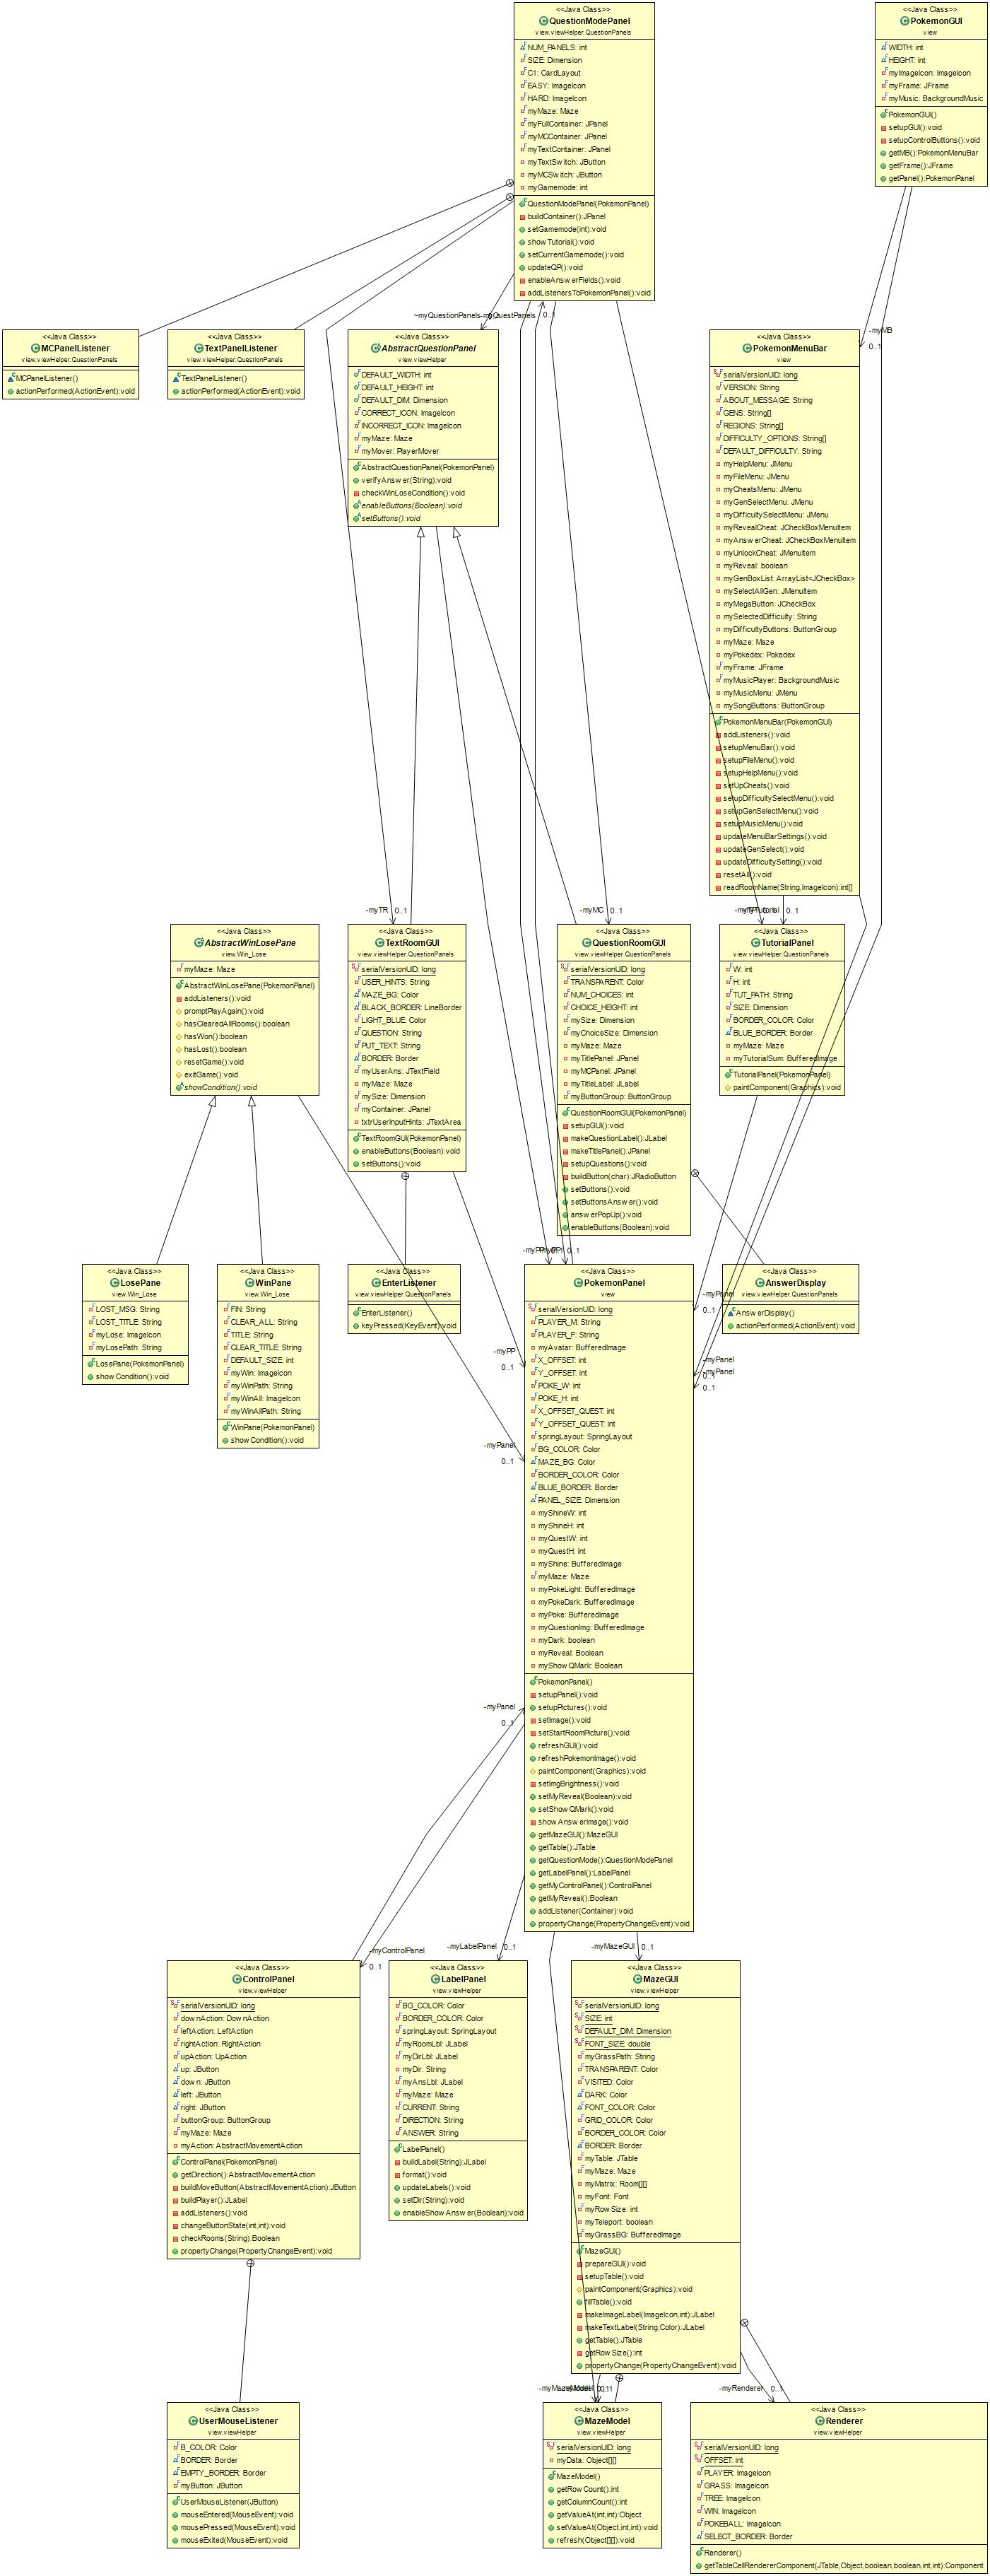 <<Java Class>>
QuestionModePanel
view.viewHelper.QuestionPanels
NUM_PANELS: int
SIZE: Dimension
C1: CardLayout
EASY: ImageIcon
HARD: ImageIcon
myMaze: Maze
myFullContainer: JPanel
myMCContainer: JPanel
myTextContainer: JPanel
myTextSwitch: JButton
myMCSwitch: JButton
myGamemode: int
QuestionModePanel(PokemonPanel)
buildContainer():JPanel
setGamemode(int):void
showTutorial():void
setCurrentGamemode():void
updateQP():void
enableAnswerFields():void
addListenersToPokemonPanel():void
<<Java Class>>
PokemonGUI
view
WIDTH: int
HEIGHT: int
myImageIcon: ImageIcon
myFrame: JFrame
myMusic: BackgroundMusic
PokemonGUI()
setupGUI():void
setupControlButtons():void
getMB():PokemonMenuBar
getFrame():JFrame
getPanel():PokemonPanel
~myQuestionPanels
0..1
-myMB
0..1
<<Java Class>>
MCPanelListener
view.viewHelper.QuestionPanels
MCPanelListener()
actionPerformed(ActionEvent):void
<<Java Class>>
TextPanelListener
view.viewHelper.QuestionPanels
TextPanelListener()
actionPerformed(ActionEvent):void
<<Java Class>>
AbstractQuestionPanel
view.viewHelper
DEFAULT_WIDTH: int
DEFAULT_HEIGHT: int
DEFAULT_DIM: Dimension
CORRECT_ICON: ImageIcon
INCORRECT_ICON: ImageIcon
myMaze: Maze
myMover: PlayerMover
AbstractQuestionPanel(PokemonPanel)
verifyAnswer(String):void
checkWinLoseCondition():void
enableButtons(Boolean):void
setButtons():void
<<Java Class>>
PokemonMenuBar
view
serialVersionUID: long
VERSION: String
ABOUT_MESSAGE: String
GENS: String[]
REGIONS: String[]
DIFFICULTY_OPTIONS: String[]
DEFAULT_DIFFICULTY: String
myHelpMenu: JMenu
myFileMenu: JMenu
myCheatsMenu: JMenu
myGenSelectMenu: JMenu
myDifficultySelectMenu: JMenu
myRevealCheat: JCheckBoxMenuItem
myAnswerCheat: JCheckBoxMenuItem
myUnlockCheat: JMenuItem
myReveal: boolean
myGenBoxList: ArrayList<JCheckBox>
mySelectAllGen: JMenuItem
myMegaButton: JCheckBox
mySelectedDifficulty: String
myDifficultyButtons: ButtonGroup
myMaze: Maze
myPokedex: Pokedex
myFrame: JFrame
myMusicPlayer: BackgroundMusic
myMusicMenu: JMenu
mySongButtons: ButtonGroup
PokemonMenuBar(PokemonGUI)
addListeners():void
setupMenuBar():void
setupFileMenu():void
setupHelpMenu():void
setUpCheats():void
setupDifficultySelectMenu():void
setupGenSelectMenu():void
setupMusicMenu():void
updateMenuBarSettings():void
updateGenSelect():void
updateDifficultySetting():void
resetAll():void
readRoomName(String,ImageIcon):int[]
-myTR
0..1
-myMC
0..1
0..1
<<Java Class>>
AbstractWinLosePane
view.Win_Lose
myMaze: Maze
AbstractWinLosePane(PokemonPanel)
addListeners():void
promptPlayAgain():void
hasClearedAllRooms():boolean
hasWon():boolean
hasLost():boolean
resetGame():void
exitGame():void
showCondition():void
<<Java Class>>
TextRoomGUI
view.viewHelper.QuestionPanels
serialVersionUID: long
USER_HINTS: String
MAZE_BG: Color
BLACK_BORDER: LineBorder
LIGHT_BLUE: Color
QUESTION: String
PUT_TEXT: String
BORDER: Border
myUserAns: JTextField
myMaze: Maze
mySize: Dimension
myContainer: JPanel
txtrUserInputHints: JTextArea
TextRoomGUI(PokemonPanel)
enableButtons(Boolean):void
setButtons():void
<<Java Class>>
QuestionRoomGUI
view.viewHelper.QuestionPanels
serialVersionUID: long
TRANSPARENT: Color
NUM_CHOICES: int
CHOICE_HEIGHT: int
mySize: Dimension
myChoiceSize: Dimension
myMaze: Maze
myTitlePanel: JPanel
myMCPanel: JPanel
myTitleLabel: JLabel
myButtonGroup: ButtonGroup
QuestionRoomGUI(PokemonPanel)
setupGUI():void
makeQuestionLabel():JLabel
makeTitlePanel():JPanel
setupQuestions():void
buildButton(char):JRadioButton
setButtons():void
setButtonsAnswer():void
answerPopUp():void
enableButtons(Boolean):void
<<Java Class>>
TutorialPanel
view.viewHelper.QuestionPanels
W: int
H: int
TUT_PATH: String
SIZE: Dimension
BORDER_COLOR: Color
BLUE_BORDER: Border
myMaze: Maze
myTutorialSum: BufferedImage
TutorialPanel(PokemonPanel)
paintComponent(Graphics):void
0..1
<<Java Class>>
LosePane
view.Win_Lose
LOST_MSG: String
LOST_TITLE: String
myLose: ImageIcon
myLosePath: String
LosePane(PokemonPanel)
showCondition():void
<<Java Class>>
WinPane
view.Win_Lose
FIN: String
CLEAR_ALL: String
TITLE: String
CLEAR_TITLE: String
DEFAULT_SIZE: int
myWin: ImageIcon
myWinPath: String
myWinAll: ImageIcon
myWinAllPath: String
WinPane(PokemonPanel)
showCondition():void
<<Java Class>>
EnterListener
view.viewHelper.QuestionPanels
EnterListener()
keyPressed(KeyEvent):void
-myPP
0..1
-myPanel
0..1
<<Java Class>>
PokemonPanel
view
serialVersionUID: long
PLAYER_M: String
PLAYER_F: String
myAvatar: BufferedImage
X_OFFSET: int
Y_OFFSET: int
POKE_W: int
POKE_H: int
X_OFFSET_QUEST: int
Y_OFFSET_QUEST: int
springLayout: SpringLayout
BG_COLOR: Color
MAZE_BG: Color
BORDER_COLOR: Color
BLUE_BORDER: Border
PANEL_SIZE: Dimension
myShineW: int
myShineH: int
myQuestW: int
myQuestH: int
myShine: BufferedImage
myMaze: Maze
myPokeLight: BufferedImage
myPokeDark: BufferedImage
myPoke: BufferedImage
myQuestionImg: BufferedImage
myDark: boolean
myReveal: Boolean
myShowQMark: Boolean
PokemonPanel()
setupPanel():void
setupPictures():void
setImage():void
setStartRoomPicture():void
refreshGUI():void
refreshPokemonImage():void
paintComponent(Graphics):void
setImgBrightness():void
setMyReveal(Boolean):void
setShowQMark():void
showAnswerImage():void
getMazeGUI():MazeGUI
getTable():JTable
getQuestionMode():QuestionModePanel
getLabelPanel():LabelPanel
getMyControlPanel():ControlPanel
getMyReveal():Boolean
addListener(Container):void
propertyChange(PropertyChangeEvent):void
<<Java Class>>
AnswerDisplay
view.viewHelper.QuestionPanels
AnswerDisplay()
actionPerformed(ActionEvent):void
-myPanel
0..1
-myPanel
-myPanel
0..1
-myPanel
0..1
-myControlPanel
0..1
-myLabelPanel
0..1
-myMazeGUI
0..1
<<Java Class>>
ControlPanel
view.viewHelper
serialVersionUID: long
downAction: DownAction
leftAction: LeftAction
rightAction: RightAction
upAction: UpAction
up: JButton
down: JButton
left: JButton
right: JButton
buttonGroup: ButtonGroup
myMaze: Maze
myAction: AbstractMovementAction
ControlPanel(PokemonPanel)
getDirection():AbstractMovementAction
buildMoveButton(AbstractMovementAction):JButton
buildPlayer():JLabel
addListeners():void
changeButtonState(int,int):void
checkRooms(String):Boolean
propertyChange(PropertyChangeEvent):void
<<Java Class>>
LabelPanel
view.viewHelper
BG_COLOR: Color
BORDER_COLOR: Color
springLayout: SpringLayout
myRoomLbl: JLabel
myDirLbl: JLabel
myDir: String
myAnsLbl: JLabel
myMaze: Maze
CURRENT: String
DIRECTION: String
ANSWER: String
LabelPanel()
buildLabel(String):JLabel
format():void
updateLabels():void
setDir(String):void
enableShowAnswer(Boolean):void
<<Java Class>>
MazeGUI
view.viewHelper
serialVersionUID: long
SIZE: int
DEFAULT_DIM: Dimension
FONT_SIZE: double
myGrassPath: String
TRANSPARENT: Color
VISITED: Color
DARK: Color
FONT_COLOR: Color
GRID_COLOR: Color
BORDER_COLOR: Color
BORDER: Border
myTable: JTable
myMaze: Maze
myMatrix: Room[][]
myFont: Font
myRowSize: int
myTeleport: boolean
myGrassBG: BufferedImage
MazeGUI()
prepareGUI():void
setupTable():void
paintComponent(Graphics):void
fillTable():void
makeImageLabel(ImageIcon,int):JLabel
makeTextLabel(String,Color):JLabel
getTable():JTable
getRowSize():int
propertyChange(PropertyChangeEvent):void
-myRenderer
0..1
<<Java Class>>
UserMouseListener
view.viewHelper
B_COLOR: Color
BORDER: Border
EMPTY_BORDER: Border
myButton: JButton
UserMouseListener(JButton)
mouseEntered(MouseEvent):void
mousePressed(MouseEvent):void
mouseExited(MouseEvent):void
<<Java Class>>
MazeModel
view.viewHelper
serialVersionUID: long
myData: Object[][]
MazeModel()
getRowCount():int
getColumnCount():int
getValueAt(int,int):Object
setValueAt(Object,int,int):void
refresh(Object[][]):void
<<Java Class>>
Renderer
view.viewHelper
serialVersionUID: long
OFFSET: int
PLAYER: ImageIcon
GRASS: ImageIcon
TREE: ImageIcon
WIN: ImageIcon
POKEBALL: ImageIcon
SELECT_BORDER: Border
Renderer()
getTableCellRendererComponent(JTable,Object,boolean,boolean,int,int):Component